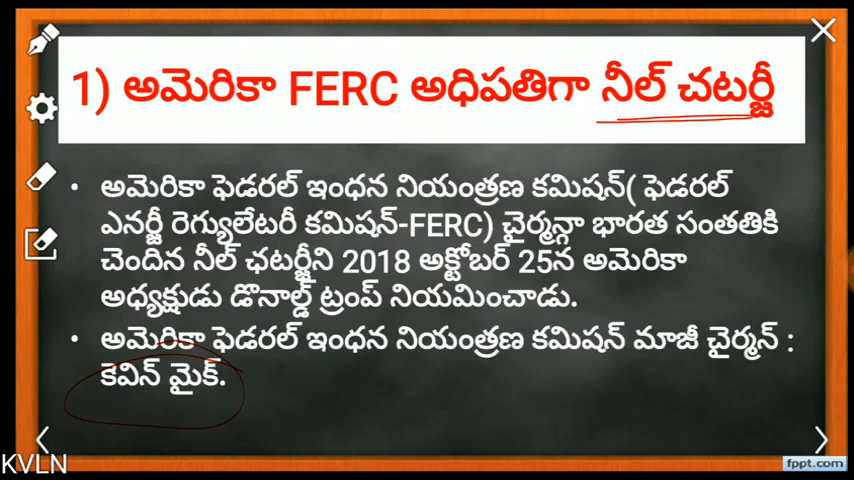 1) అమెరికా FERC అధిపతిగా నీల్ చటర్జీ
• అమెరికా ఫెడరల్ ఇంధన నియంత్రణ కమిషన్( ఫెడరల్
ఎనర్జీ రెగ్యులేటరీ కమిషన్-FERC) ఛైర్మన్గా భారత సంతతికి
చెందిన నీల్ ఛటర్జీని 2018 అక్టోబర్ 25న అమెరికా
అధ్యక్షుడు డొనాల్డ్ ట్రంప్ నియమించాడు.
• అమెరికా ఫెడరల్ ఇంధన నియంత్రణ కమిషన్ మాజీ ఛైర్మన్ :
కెవిన్ మైక్.
KVLN
fppt.com